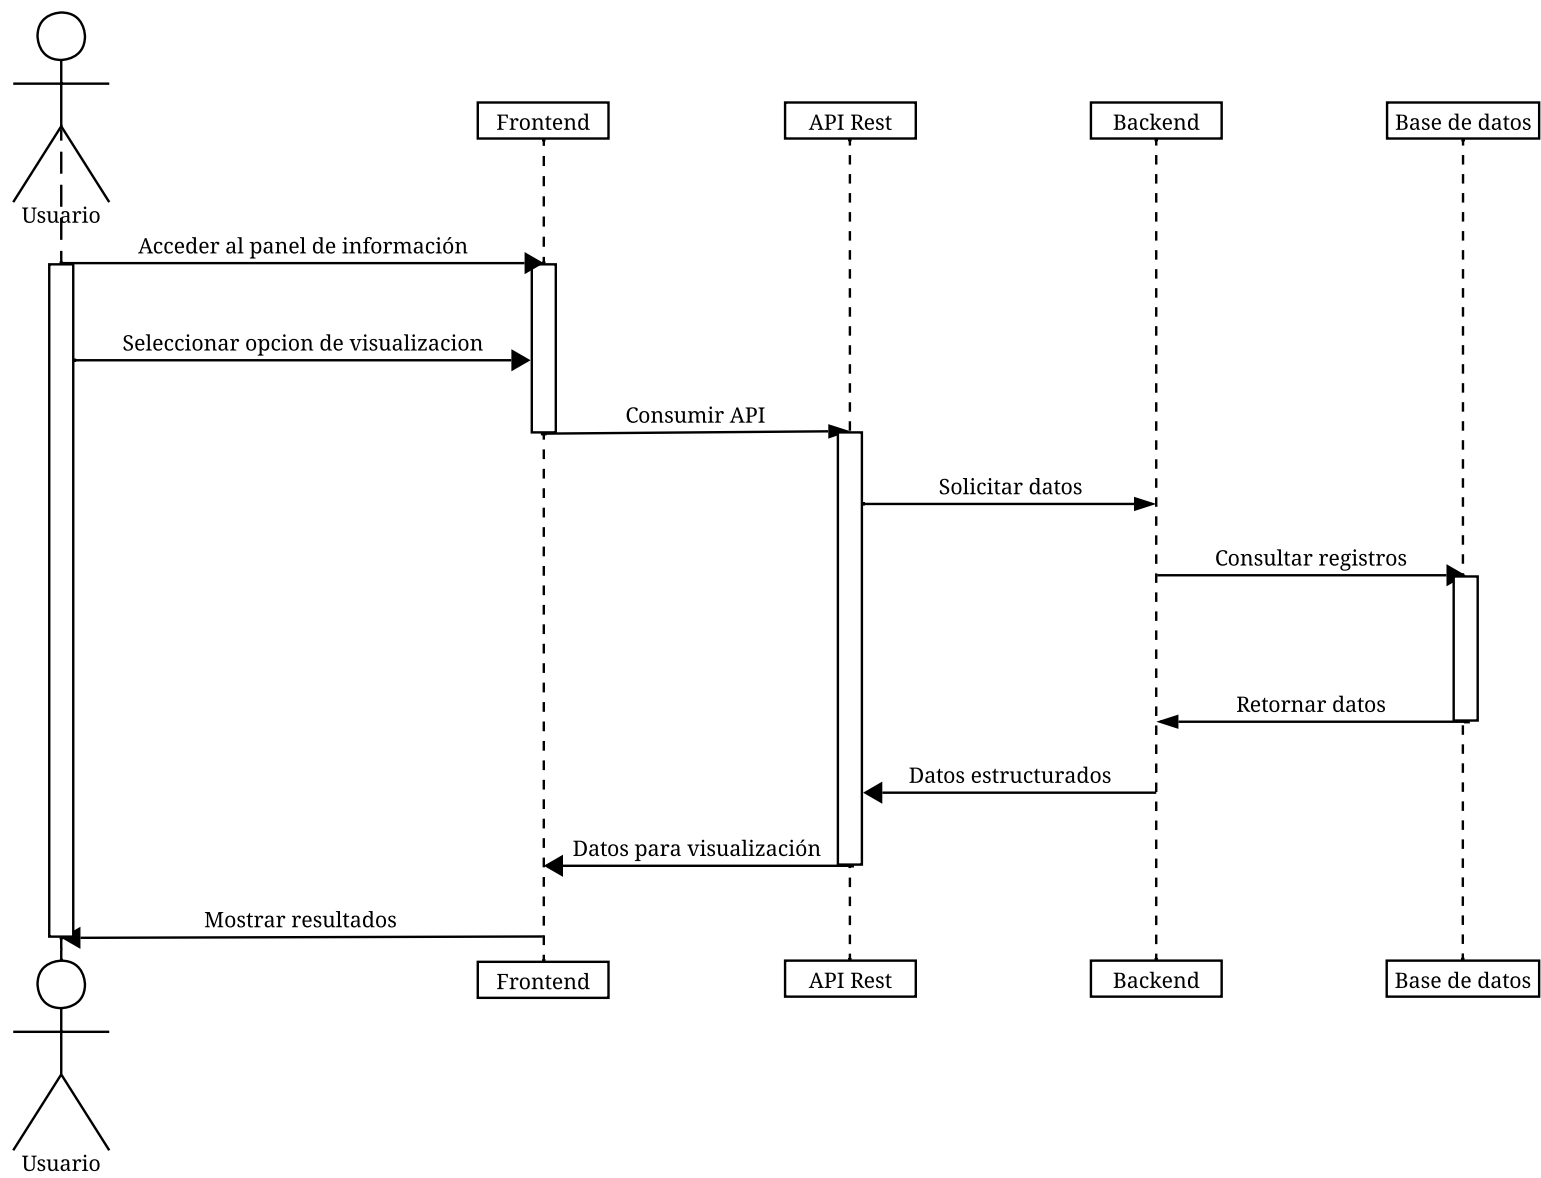 Frontend
API Rest
Backend
Base de datos
Usuario
Acceder al panel de información
Seleccionar opcion de visualizacion
Consumir API
Solicitar datos
Consultar registros
Retornar datos
Datos estructurados
Datos para visualización
Mostrar resultados
Frontend
API Rest
Backend
Base de datos
Usuario